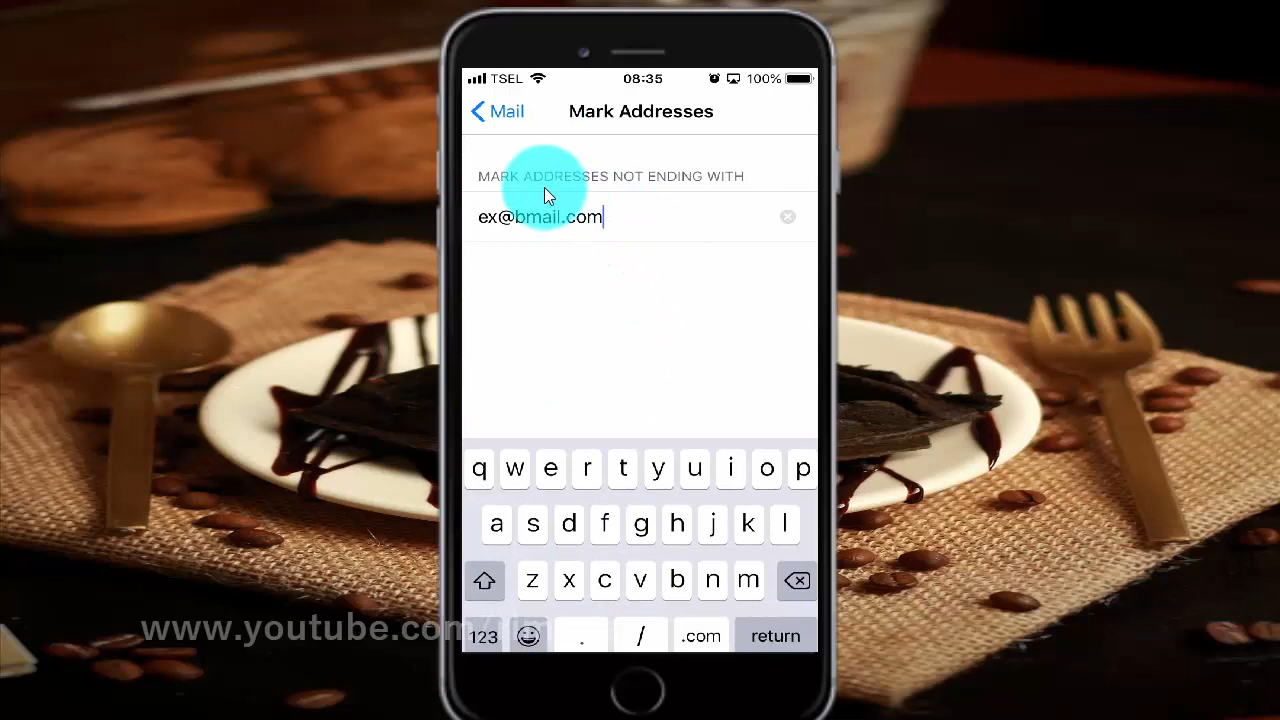 TSEL 08:35 100%
Mail Mark Addresses
MARK ADDRESSES NOT ENDING WITH
ex@bmail.com
q w e r t y u i o p
a s d f g h j k l
z x c v b n m
123 . / .com return
www.youtube.com/